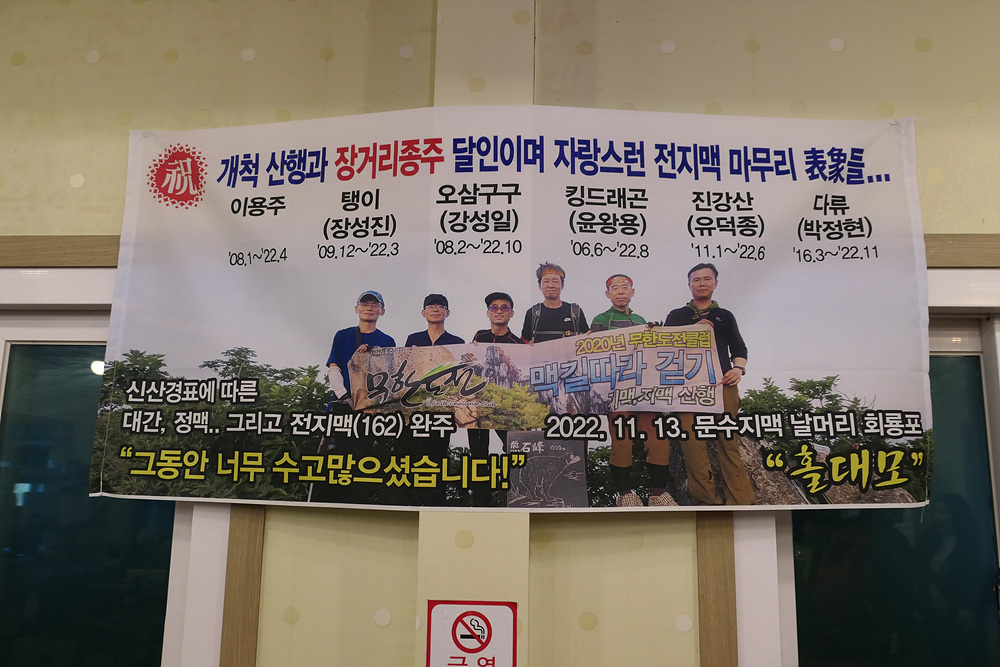 祝 개척 산행과 장거리종주 달인이며 자랑스런 전지맥 마무리 表象들...
이용주 탱이 오삼구구 킹드래곤 진강산 다류
(장성진) (강성일) (윤왕용) (유덕종) (박정현)
'08.1~'22.4 '09.12~'22.3 '08.2~'22.10 '06.6~'22.8 '11.1~'22.6 '16.3~'22.11
무한도전
2020년 무한도전클럽
맥길따라 걷기
지맥 산행
신산경표에 따른
대간, 정맥.. 그리고 전지맥(162) 완주
2022. 11. 13. 문수지맥 날머리 회룡포
"그동안 너무 수고많으셨습니다!"
"홀대모"
금연